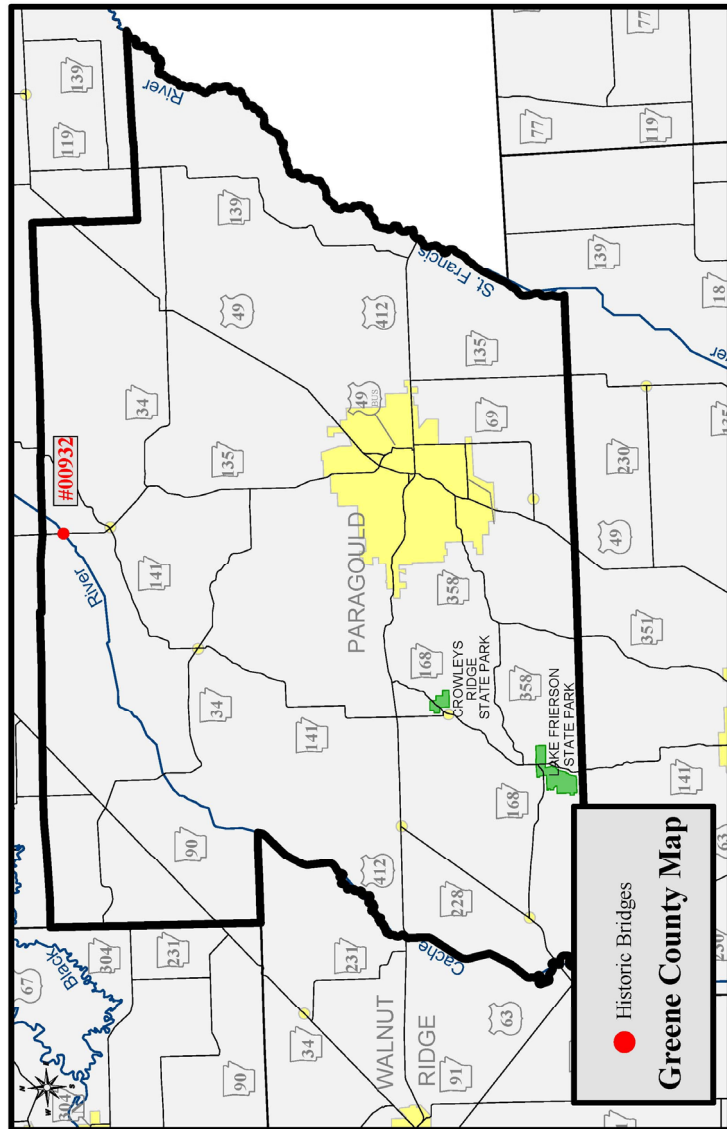 67
304
Black
#00932
119
139
River
304
141
34
River
231
90
34
135
139
90
49
34
141
231
PARAGOULD
49
BUS
412
412
WALNUT
RIDGE
168
Cache
91
228
358
CROWLEYS
RIDGE
STATE PARK
135
69
St. Francis
63
168
358
77
LAKE FRIERSON
STATE PARK
139
49
230
Historic Bridges
351
119
77
Greene County Map
141
18
63
135